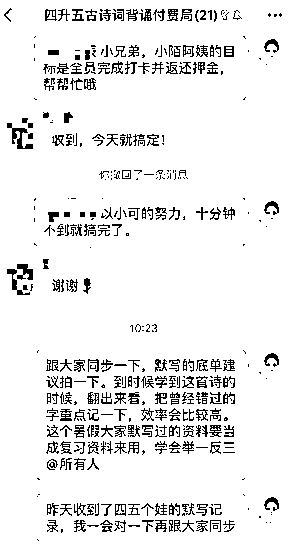 四升五古诗词背诵付费局(21)
小兄弟，小陌阿姨的目
标是全员完成打卡并返还押金，
帮帮忙哦
收到，今天就搞定！
你撤回了一条消息
以小可的努力，十分钟
不到就搞完了。
谢谢
10:23
跟大家同步一下，默写的底单建
议拍一下。到时候学到这首诗的
时候，翻出来看，把曾经错过的
字重点记一下，效率会比较高。
这个暑假大家默写过的资料要当
成复习资料来用，学会举一反三
@所有人
昨天收到了四五个娃的默写记
录，我一会对一下再跟大家同步